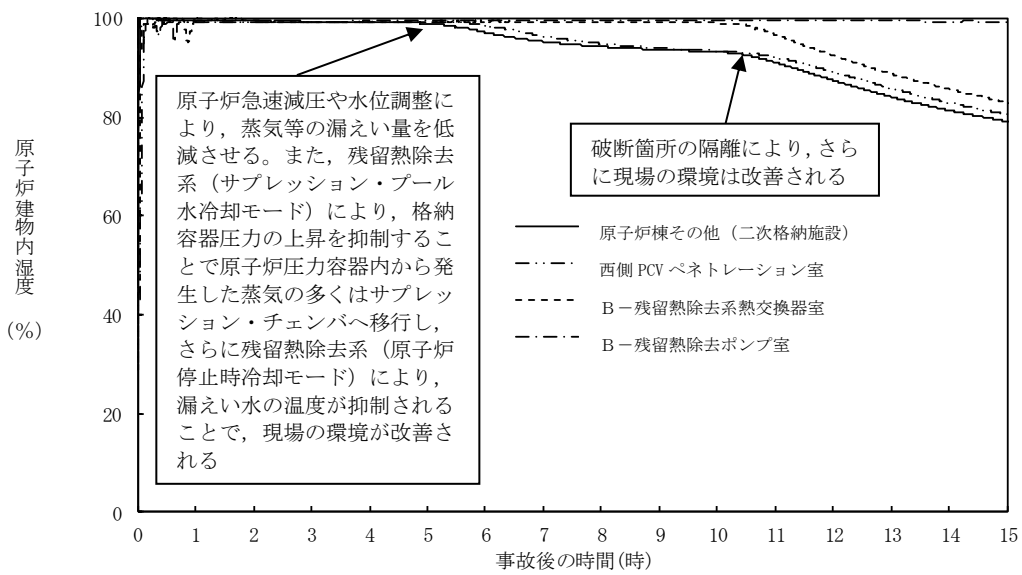 100
80
60
40
20
0
原子炉建物内湿度
(%)
原子炉急速減圧や水位調整に
より，蒸気等の漏えい量を低
減させる。また，残留熱除去
系（サプレッション・プール
水冷却モード）により，格納
容器圧力の上昇を抑制するこ
とで原子炉圧力容器内から発
生した蒸気の多くはサプレッ
ション・チェンバへ移行し，
さらに残留熱除去系（原子炉
停止時冷却モード）により，
漏えい水の温度が抑制される
ことで，現場の環境が改善さ
れる
破断箇所の隔離により，さら
に現場の環境は改善される
原子炉棟その他（二次格納施設）
西側 PCV ペネトレーション室
Ｂ－残留熱除去系熱交換器室
Ｂ－残留熱除去ポンプ室
0 1 2 3 4 5 6 7 8 9 10 11 12 13 14 15
事故後の時間(時)